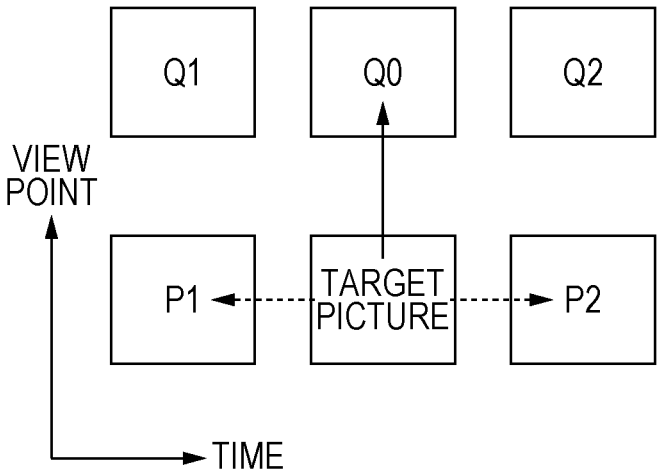 Q1
Q0
Q2
VIEW
POINT
P1
TARGET
PICTURE
P2
TIME